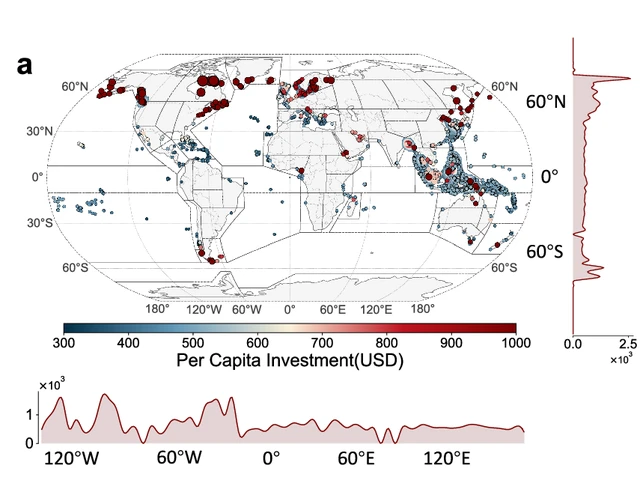 a
60°N 60°N
30°N 30°N
0° 0°
30°S 30°S
60°S 60°S
180° 120°W 60°W 0° 60°E 120°E 180°
300 400 500 600 700 800 900 1000
Per Capita Investment(USD)
60°N
0°
60°S
0.0 2.5
×10³
×10³
1
0
120°W 60°W 0° 60°E 120°E